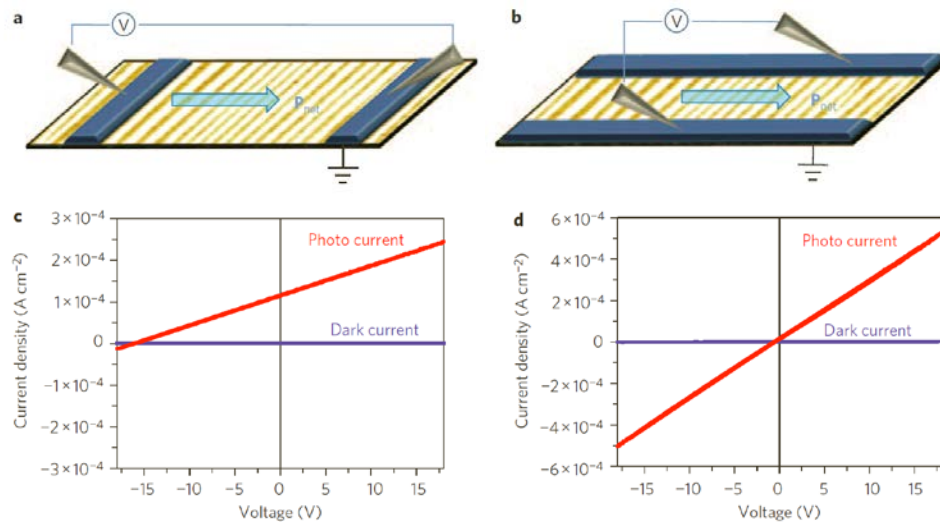 a
V
P_net
b
V
P_net
c
3 × 10⁻⁴
2 × 10⁻⁴
1 × 10⁻⁴
0
−1 × 10⁻⁴
−2 × 10⁻⁴
−3 × 10⁻⁴
Current density (A cm⁻²)
Photo current
Dark current
−15 −10 −5 0 5 10 15
Voltage (V)
d
6 × 10⁻⁴
4 × 10⁻⁴
2 × 10⁻⁴
0
−2 × 10⁻⁴
−4 × 10⁻⁴
−6 × 10⁻⁴
Current density (A cm⁻²)
Photo current
Dark current
−15 −10 −5 0 5 10 15
Voltage (V)